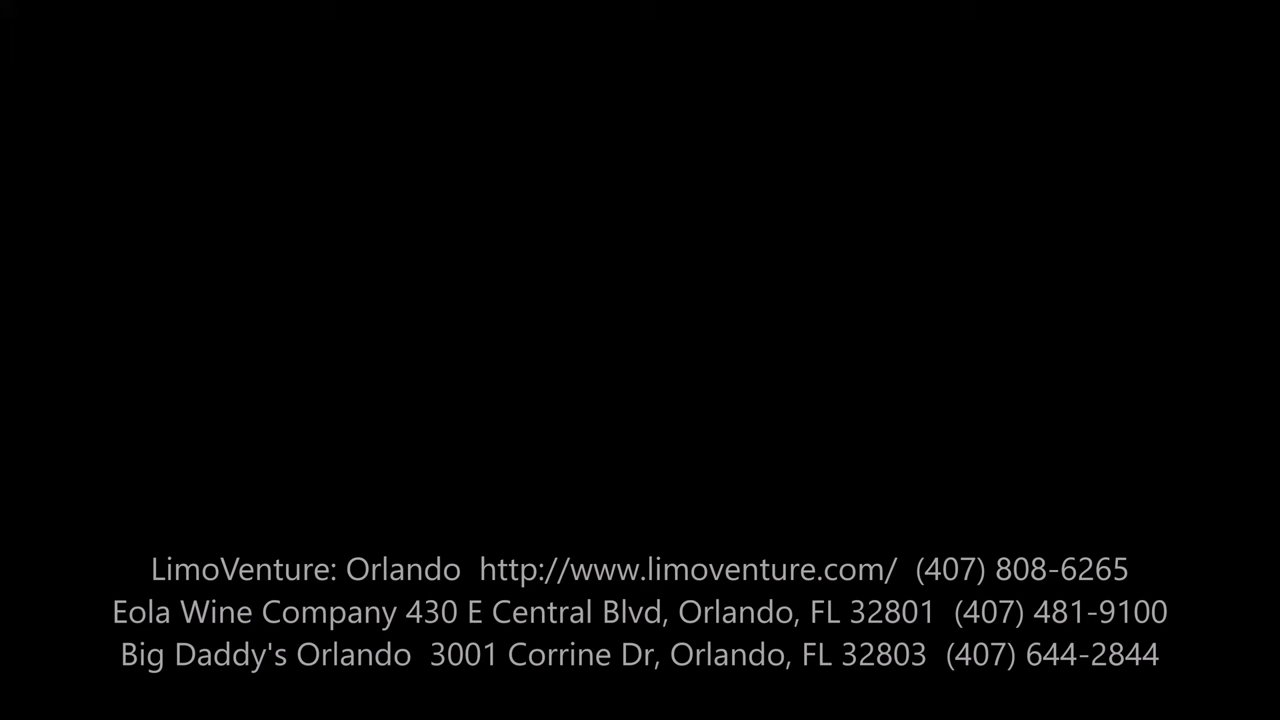 LimoVenture: Orlando  http://www.limoventure.com/  (407) 808-6265
Eola Wine Company 430 E Central Blvd, Orlando, FL 32801  (407) 481-9100
Big Daddy's Orlando  3001 Corrine Dr, Orlando, FL 32803  (407) 644-2844